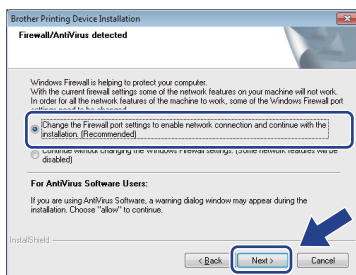 Brother Printing Device Installation
Firewall/AntiVirus detected
Windows Firewall is helping to protect your computer.
With the current firewall settings some of the network features on your machine will not work.
In order for all the network features of the machine to work, some of the Windows Firewall port
settings need to be changed.
Change the Firewall port settings to enable network connection and continue with the
installation. (Recommended)
Continue without changing the Windows Firewall settings. (Some network features will be
disabled)
For AntiVirus Software Users:
If you are using AntiVirus Software, a warning dialog window may appear during the
installation. Choose "allow" to continue.
InstallShield
< Back
Next >
Cancel